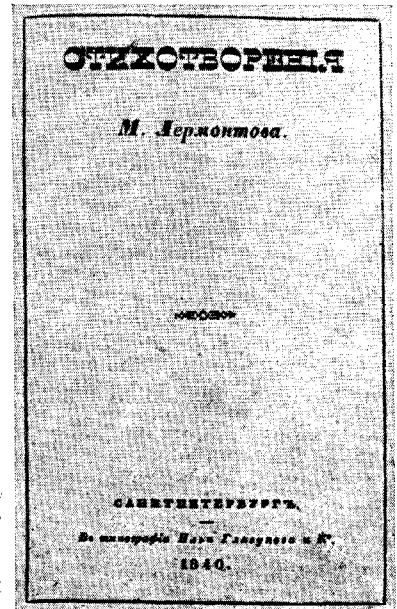 СТИХОТВОРЕНІЯ
М. Лермонтова.
САНКТПЕТЕРБУРГЪ.
Въ типографіи Ильи Глазунова и Кº.
1840.